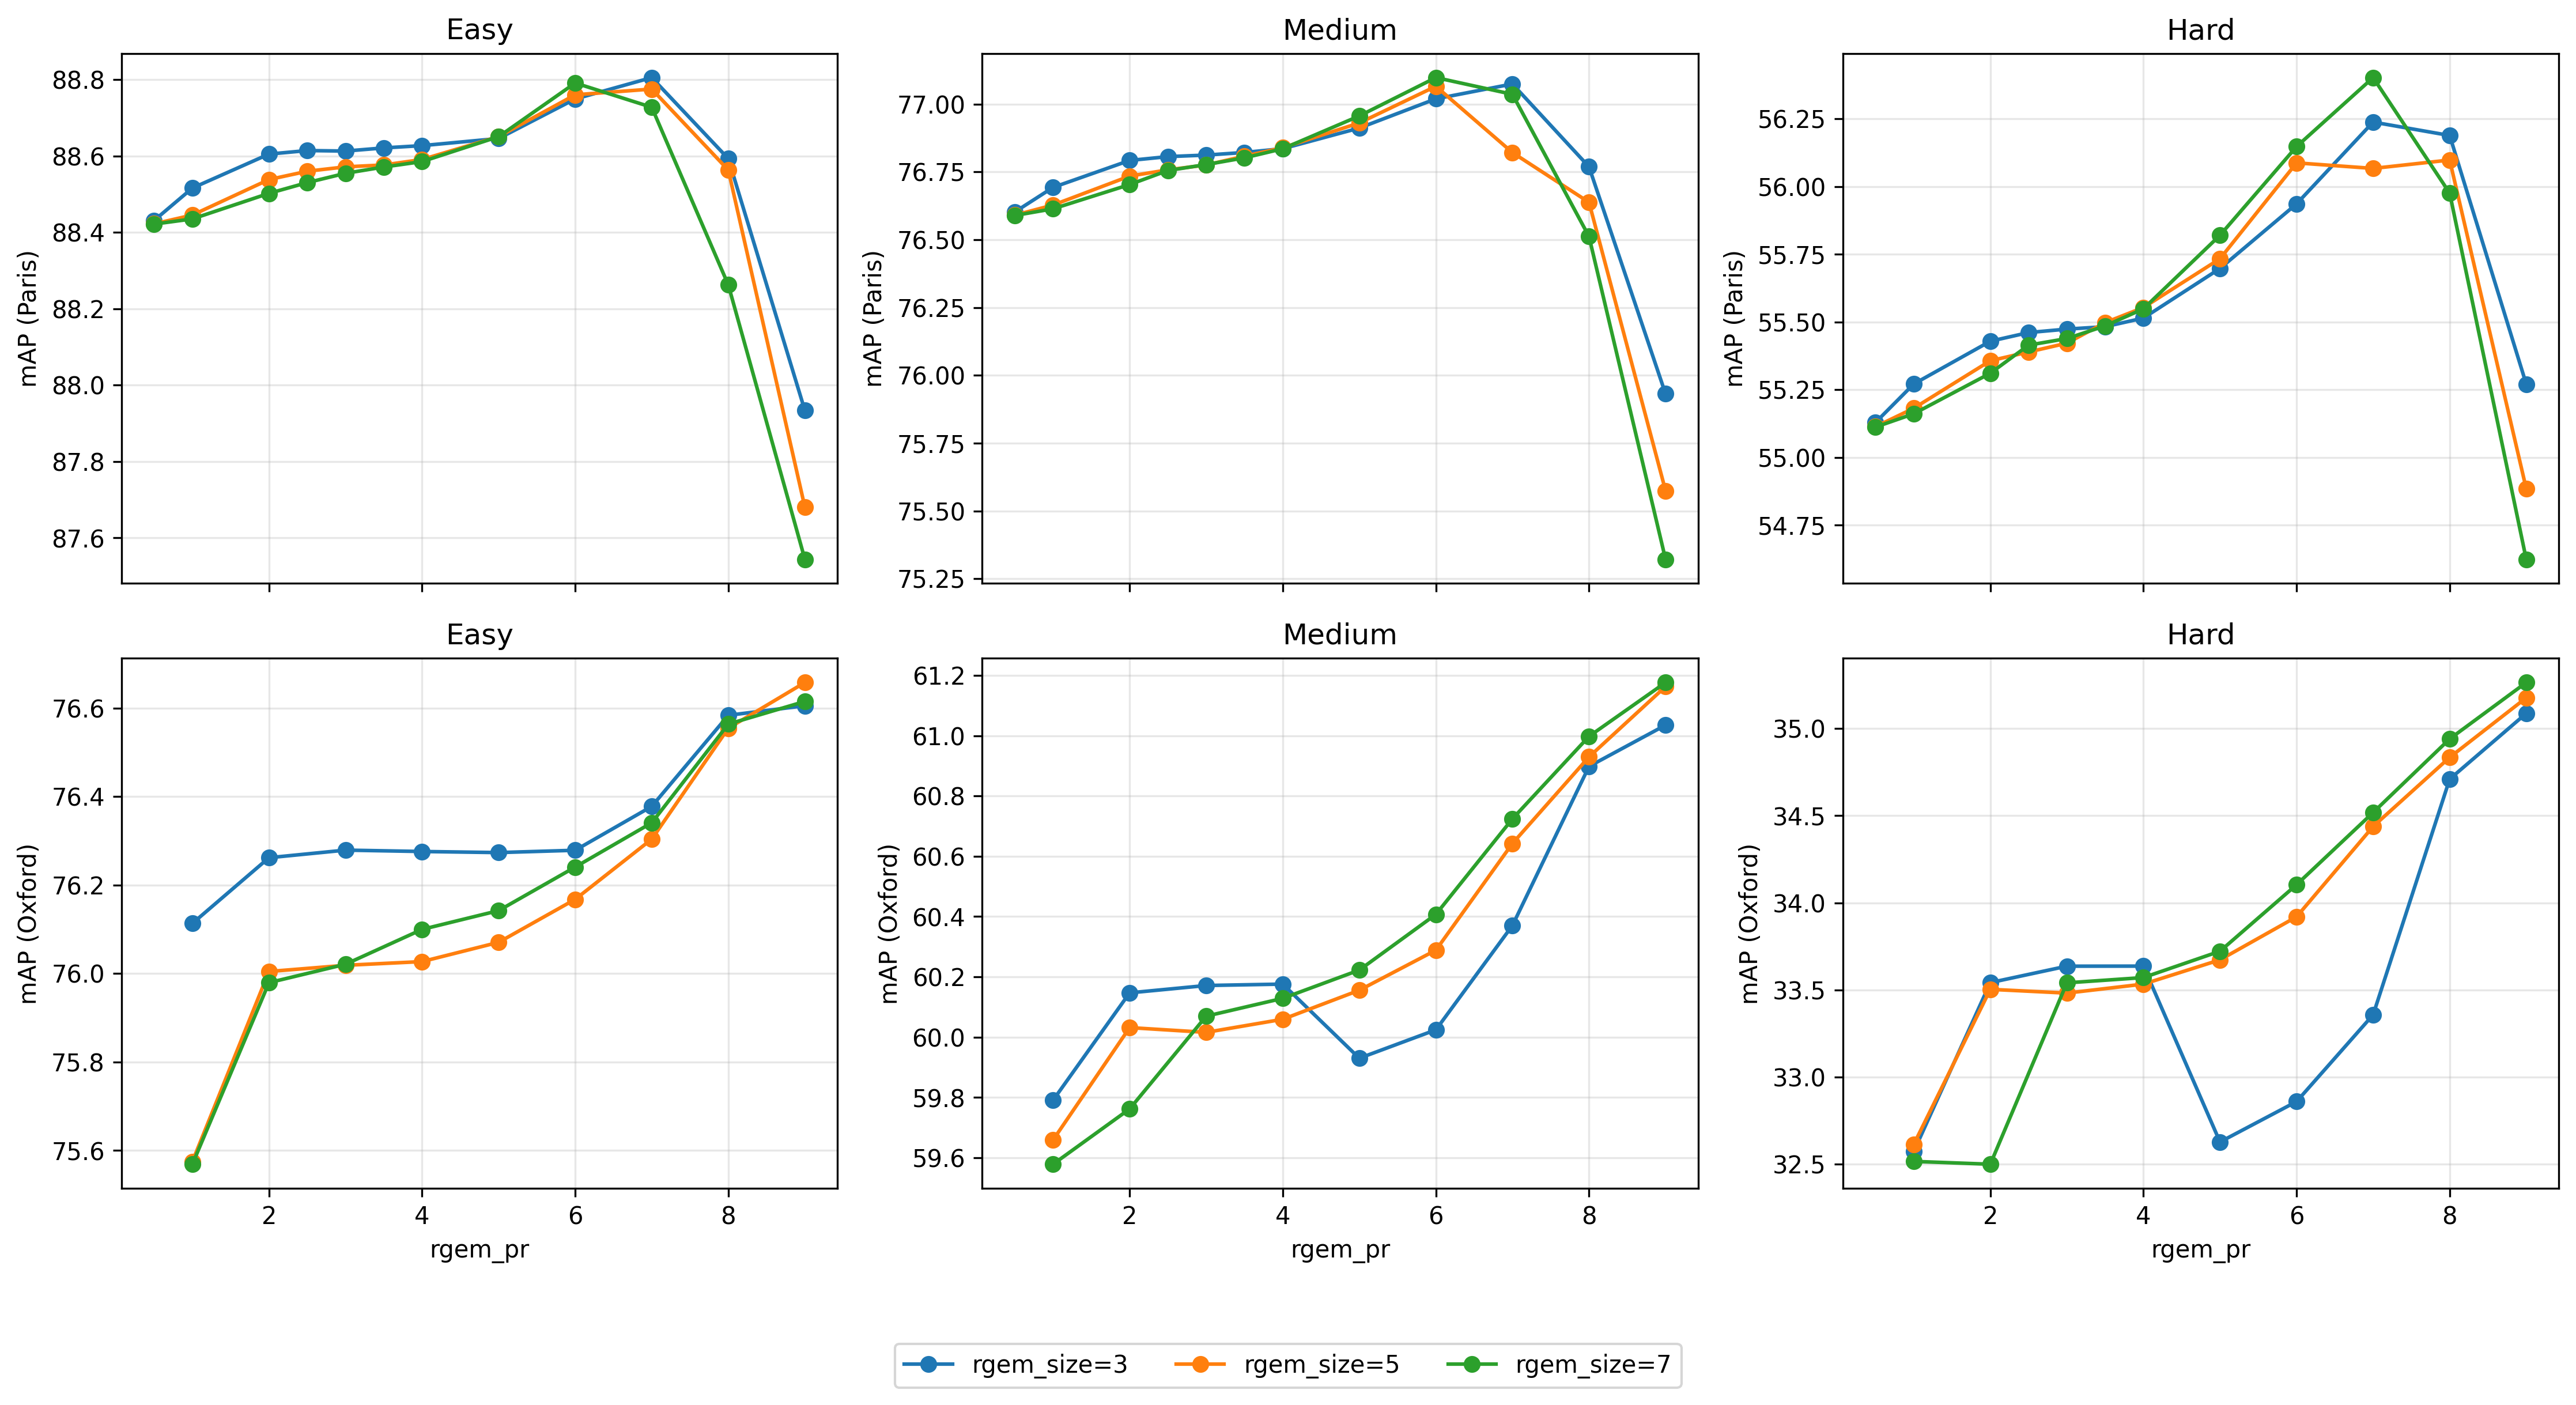 Easy
Medium
Hard
mAP (Paris)
88.8
88.6
88.4
88.2
88.0
87.8
87.6
mAP (Paris)
77.00
76.75
76.50
76.25
76.00
75.75
75.50
75.25
mAP (Paris)
56.25
56.00
55.75
55.50
55.25
55.00
54.75
Easy
Medium
Hard
mAP (Oxford)
76.6
76.4
76.2
76.0
75.8
75.6
2 4 6 8
rgem_pr
mAP (Oxford)
61.2
61.0
60.8
60.6
60.4
60.2
60.0
59.8
59.6
2 4 6 8
rgem_pr
mAP (Oxford)
35.0
34.5
34.0
33.5
33.0
32.5
2 4 6 8
rgem_pr
rgem_size=3 rgem_size=5 rgem_size=7